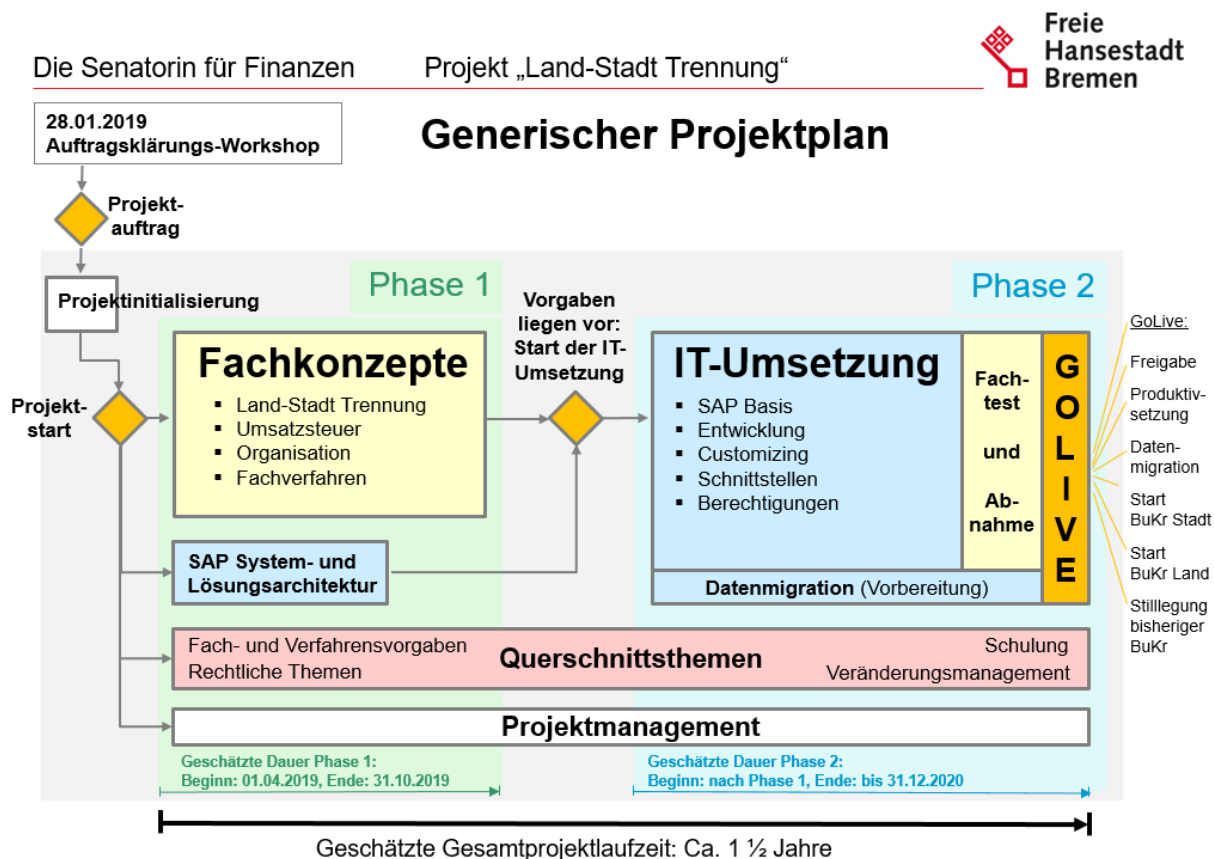 Die Senatorin für Finanzen Projekt „Land-Stadt Trennung“
Freie
Hansestadt
Bremen
28.01.2019
Auftragsklärungs-Workshop
Generischer Projektplan
Projekt-
auftrag
Projektinitialisierung
Phase 1
Phase 2
Projekt-
start
Fachkonzepte
▪ Land-Stadt Trennung
▪ Umsatzsteuer
▪ Organisation
▪ Fachverfahren
Vorgaben
liegen vor:
Start der IT-
Umsetzung
IT-Umsetzung
▪ SAP Basis
▪ Entwicklung
▪ Customizing
▪ Schnittstellen
▪ Berechtigungen
Fach-
test
und
Ab-
nahme
G
O
L
I
V
E
GoLive:
Freigabe
Produktiv-
setzung
Daten-
migration
Start
BuKr Stadt
Start
BuKr Land
Stilllegung
bisheriger
BuKr
SAP System- und
Lösungsarchitektur
Datenmigration (Vorbereitung)
Fach- und Verfahrensvorgaben
Rechtliche Themen
Querschnittsthemen
Schulung
Veränderungsmanagement
Projektmanagement
Geschätzte Dauer Phase 1:
Beginn: 01.04.2019, Ende: 31.10.2019
Geschätzte Dauer Phase 2:
Beginn: nach Phase 1, Ende: bis 31.12.2020
Geschätzte Gesamtprojektlaufzeit: Ca. 1 ½ Jahre